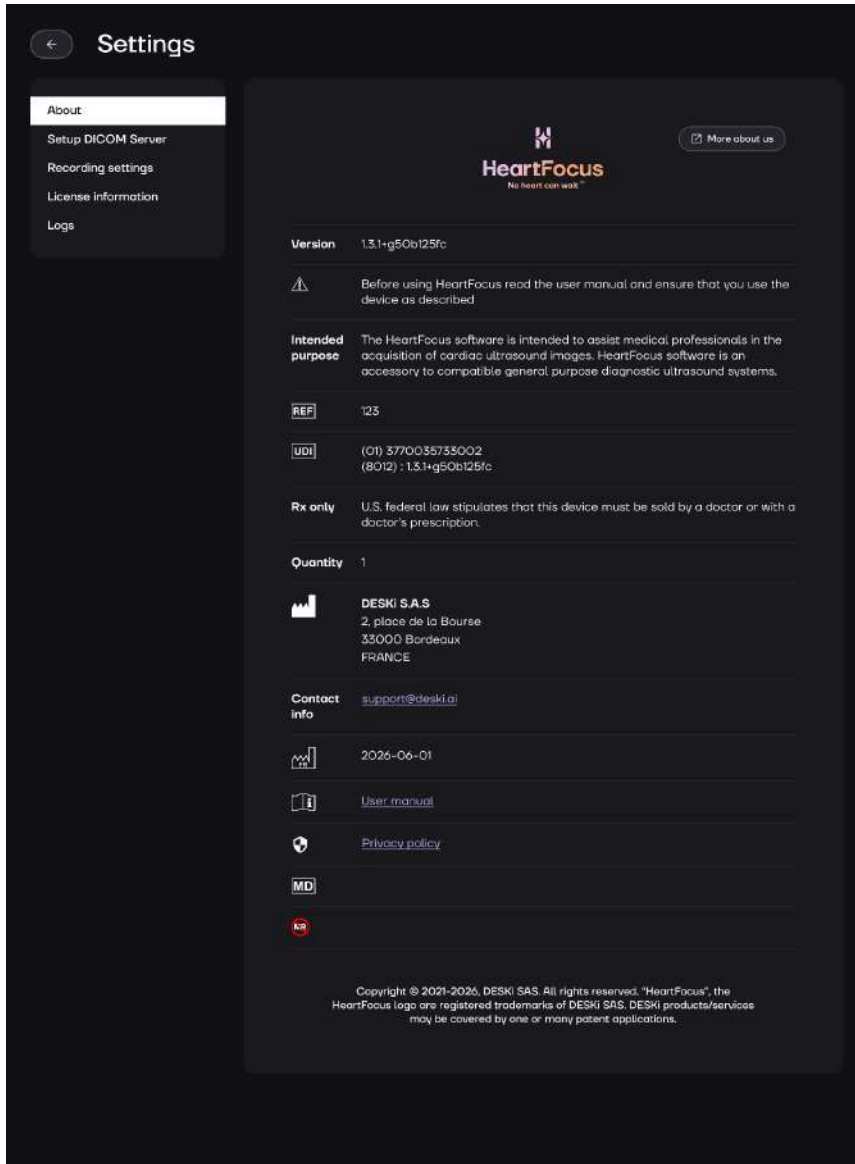 Settings
About
Setup DICOM Server
Recording settings
License information
Logs
More about us
HeartFocus
No heart can wait™
Version 1.3.1+g50b125fc
Before using HeartFocus read the user manual and ensure that you use the
device as described
Intended purpose
The HeartFocus software is intended to assist medical professionals in the
acquisition of cardiac ultrasound images. HeartFocus software is an
accessory to compatible general purpose diagnostic ultrasound systems.
REF 123
UDI (01) 3770035733002
(8012) : 1.3.1+g50b125fc
Rx only U.S. federal law stipulates that this device must be sold by a doctor or with a
doctor's prescription.
Quantity 1
DESKi S.A.S
2, place de la Bourse
33000 Bordeaux
FRANCE
Contact info
support@deski.ai
2026-06-01
User manual
Privacy policy
MD
MR
Copyright © 2021-2026, DESKi SAS. All rights reserved. "HeartFocus", the
HeartFocus logo are registered trademarks of DESKi SAS. DESKi products/services
may be covered by one or many patent applications.